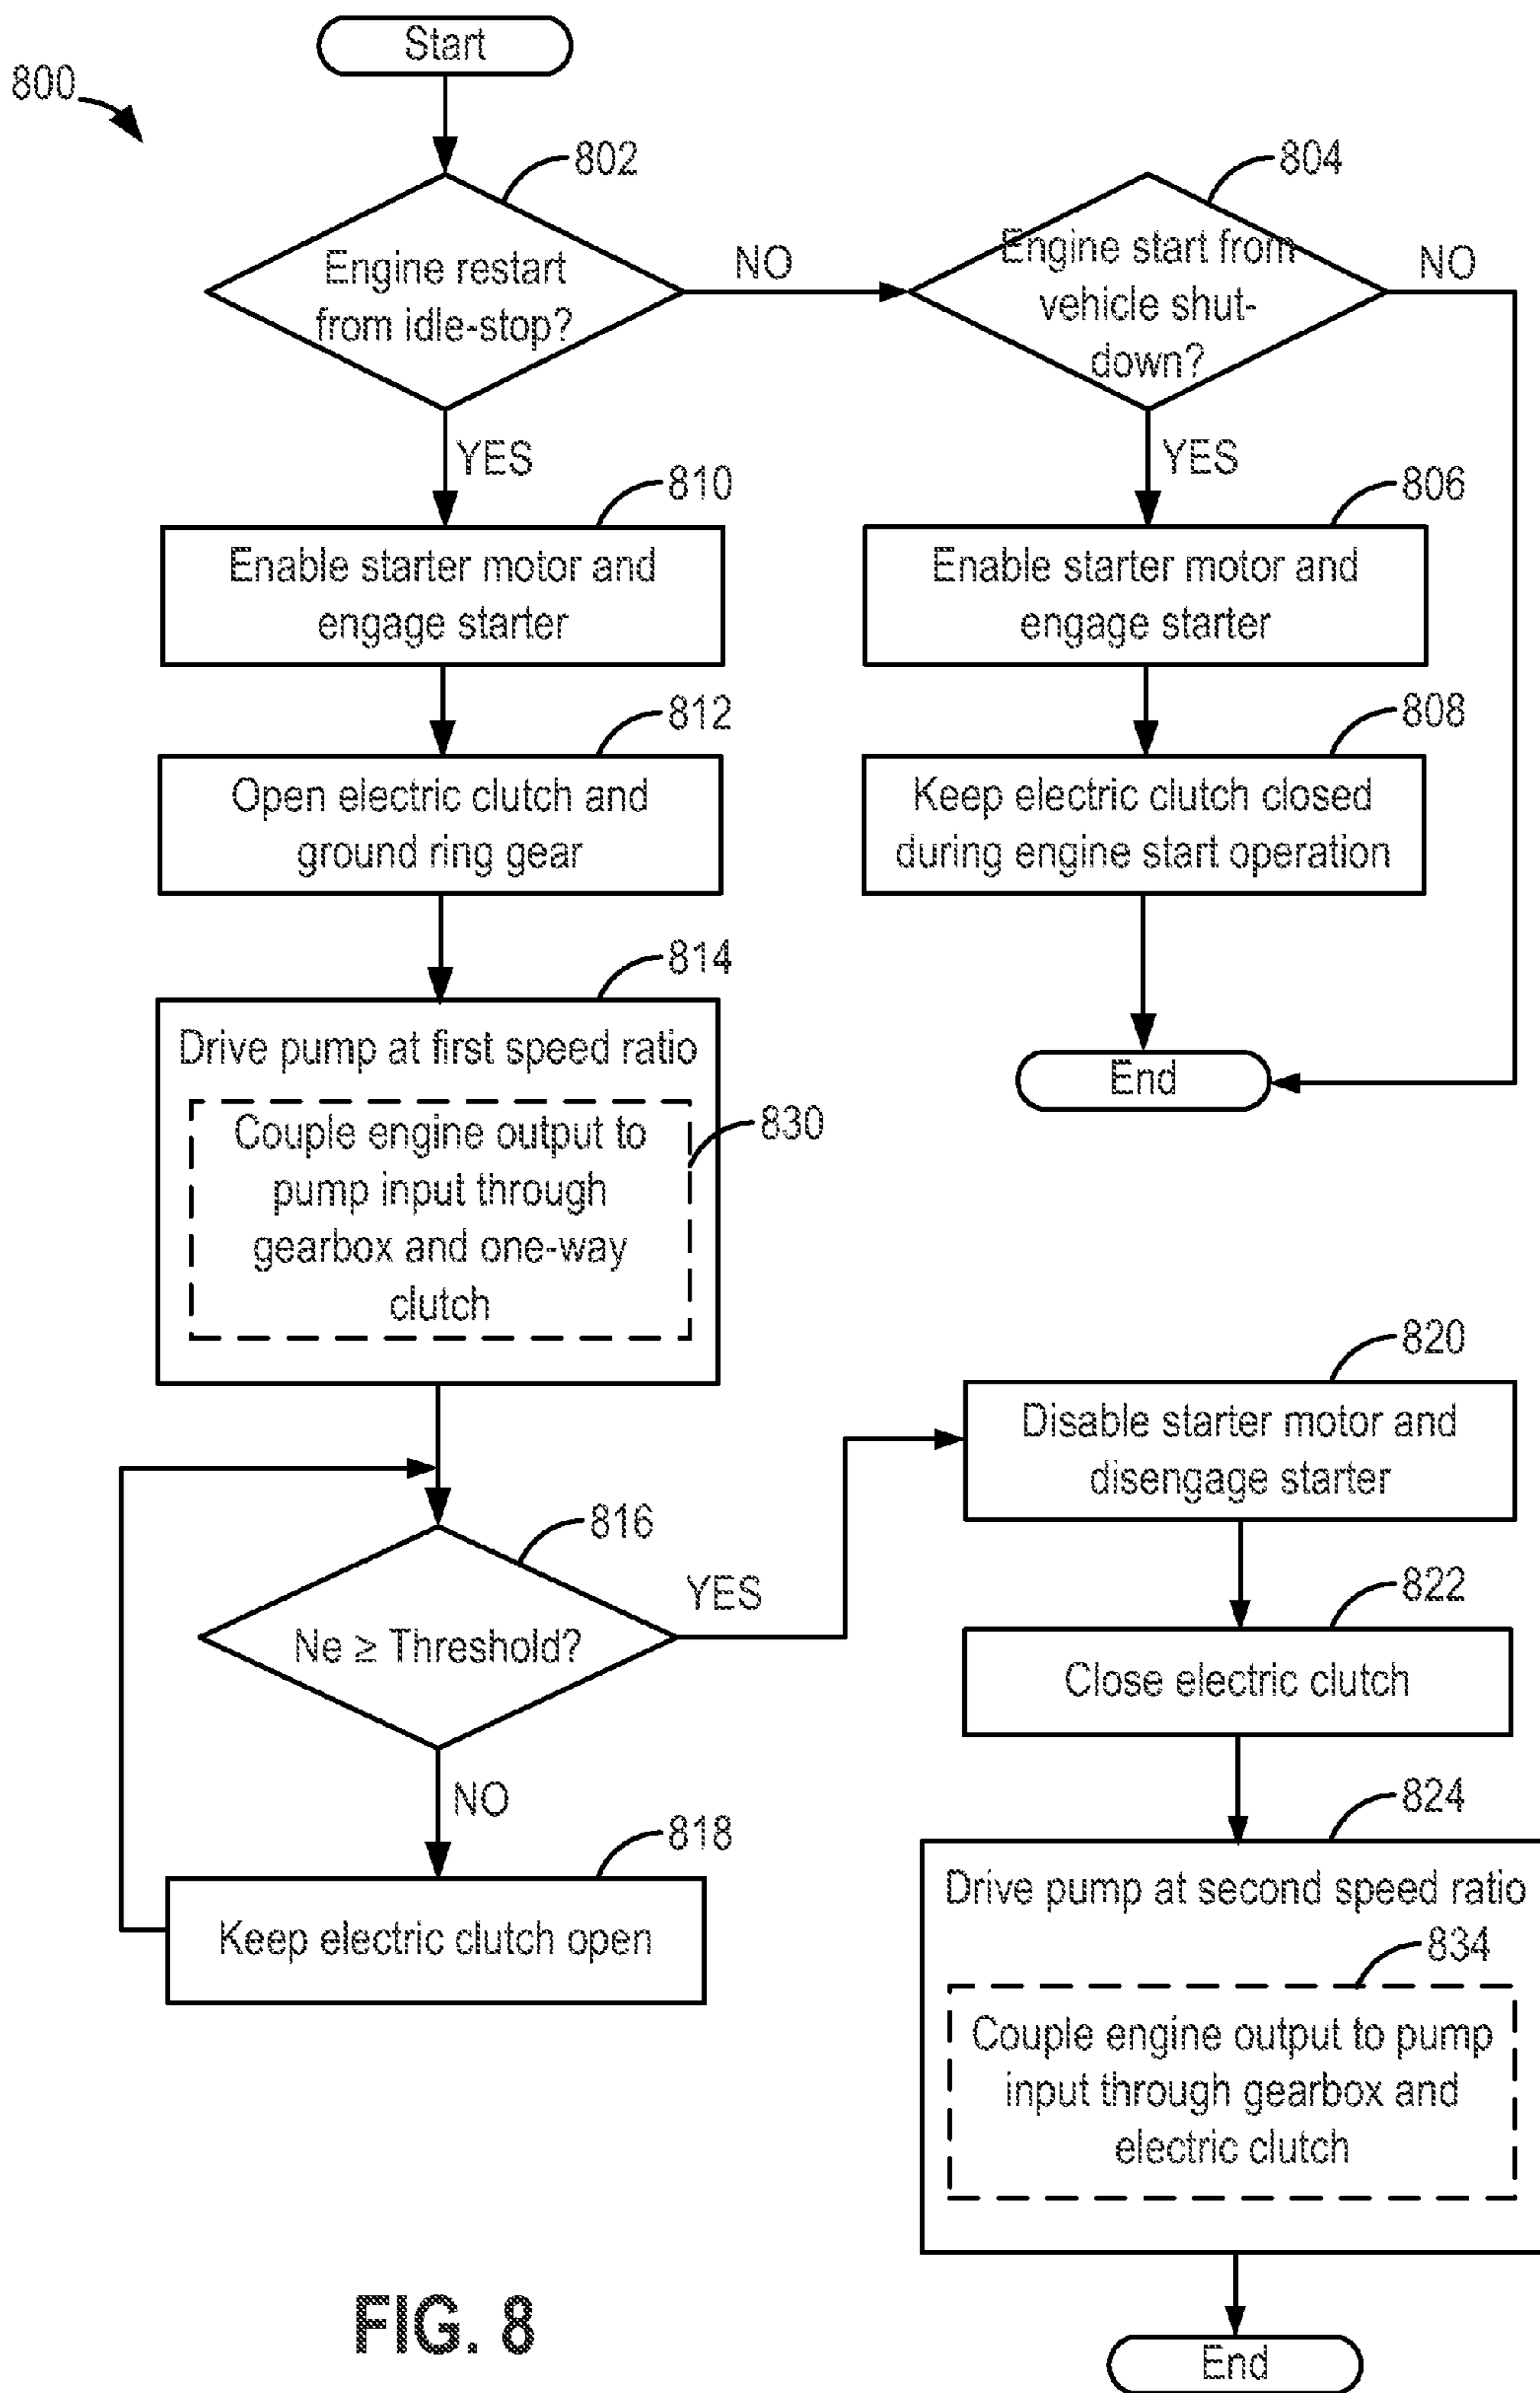 Start
800
802
Engine restart
from idle-stop?
NO
804
Engine start from
vehicle shut-
down?
NO
YES
810
Enable starter motor and
engage starter
YES
806
Enable starter motor and
engage starter
812
Open electric clutch and
ground ring gear
808
Keep electric clutch closed
during engine start operation
End
814
Drive pump at first speed ratio
830
Couple engine output to
pump input through
gearbox and one-way
clutch
816
Ne ≥ Threshold?
YES
NO
818
Keep electric clutch open
820
Disable starter motor and
disengage starter
822
Close electric clutch
824
Drive pump at second speed ratio
834
Couple engine output to pump
input through gearbox and
electric clutch
End
FIG. 8